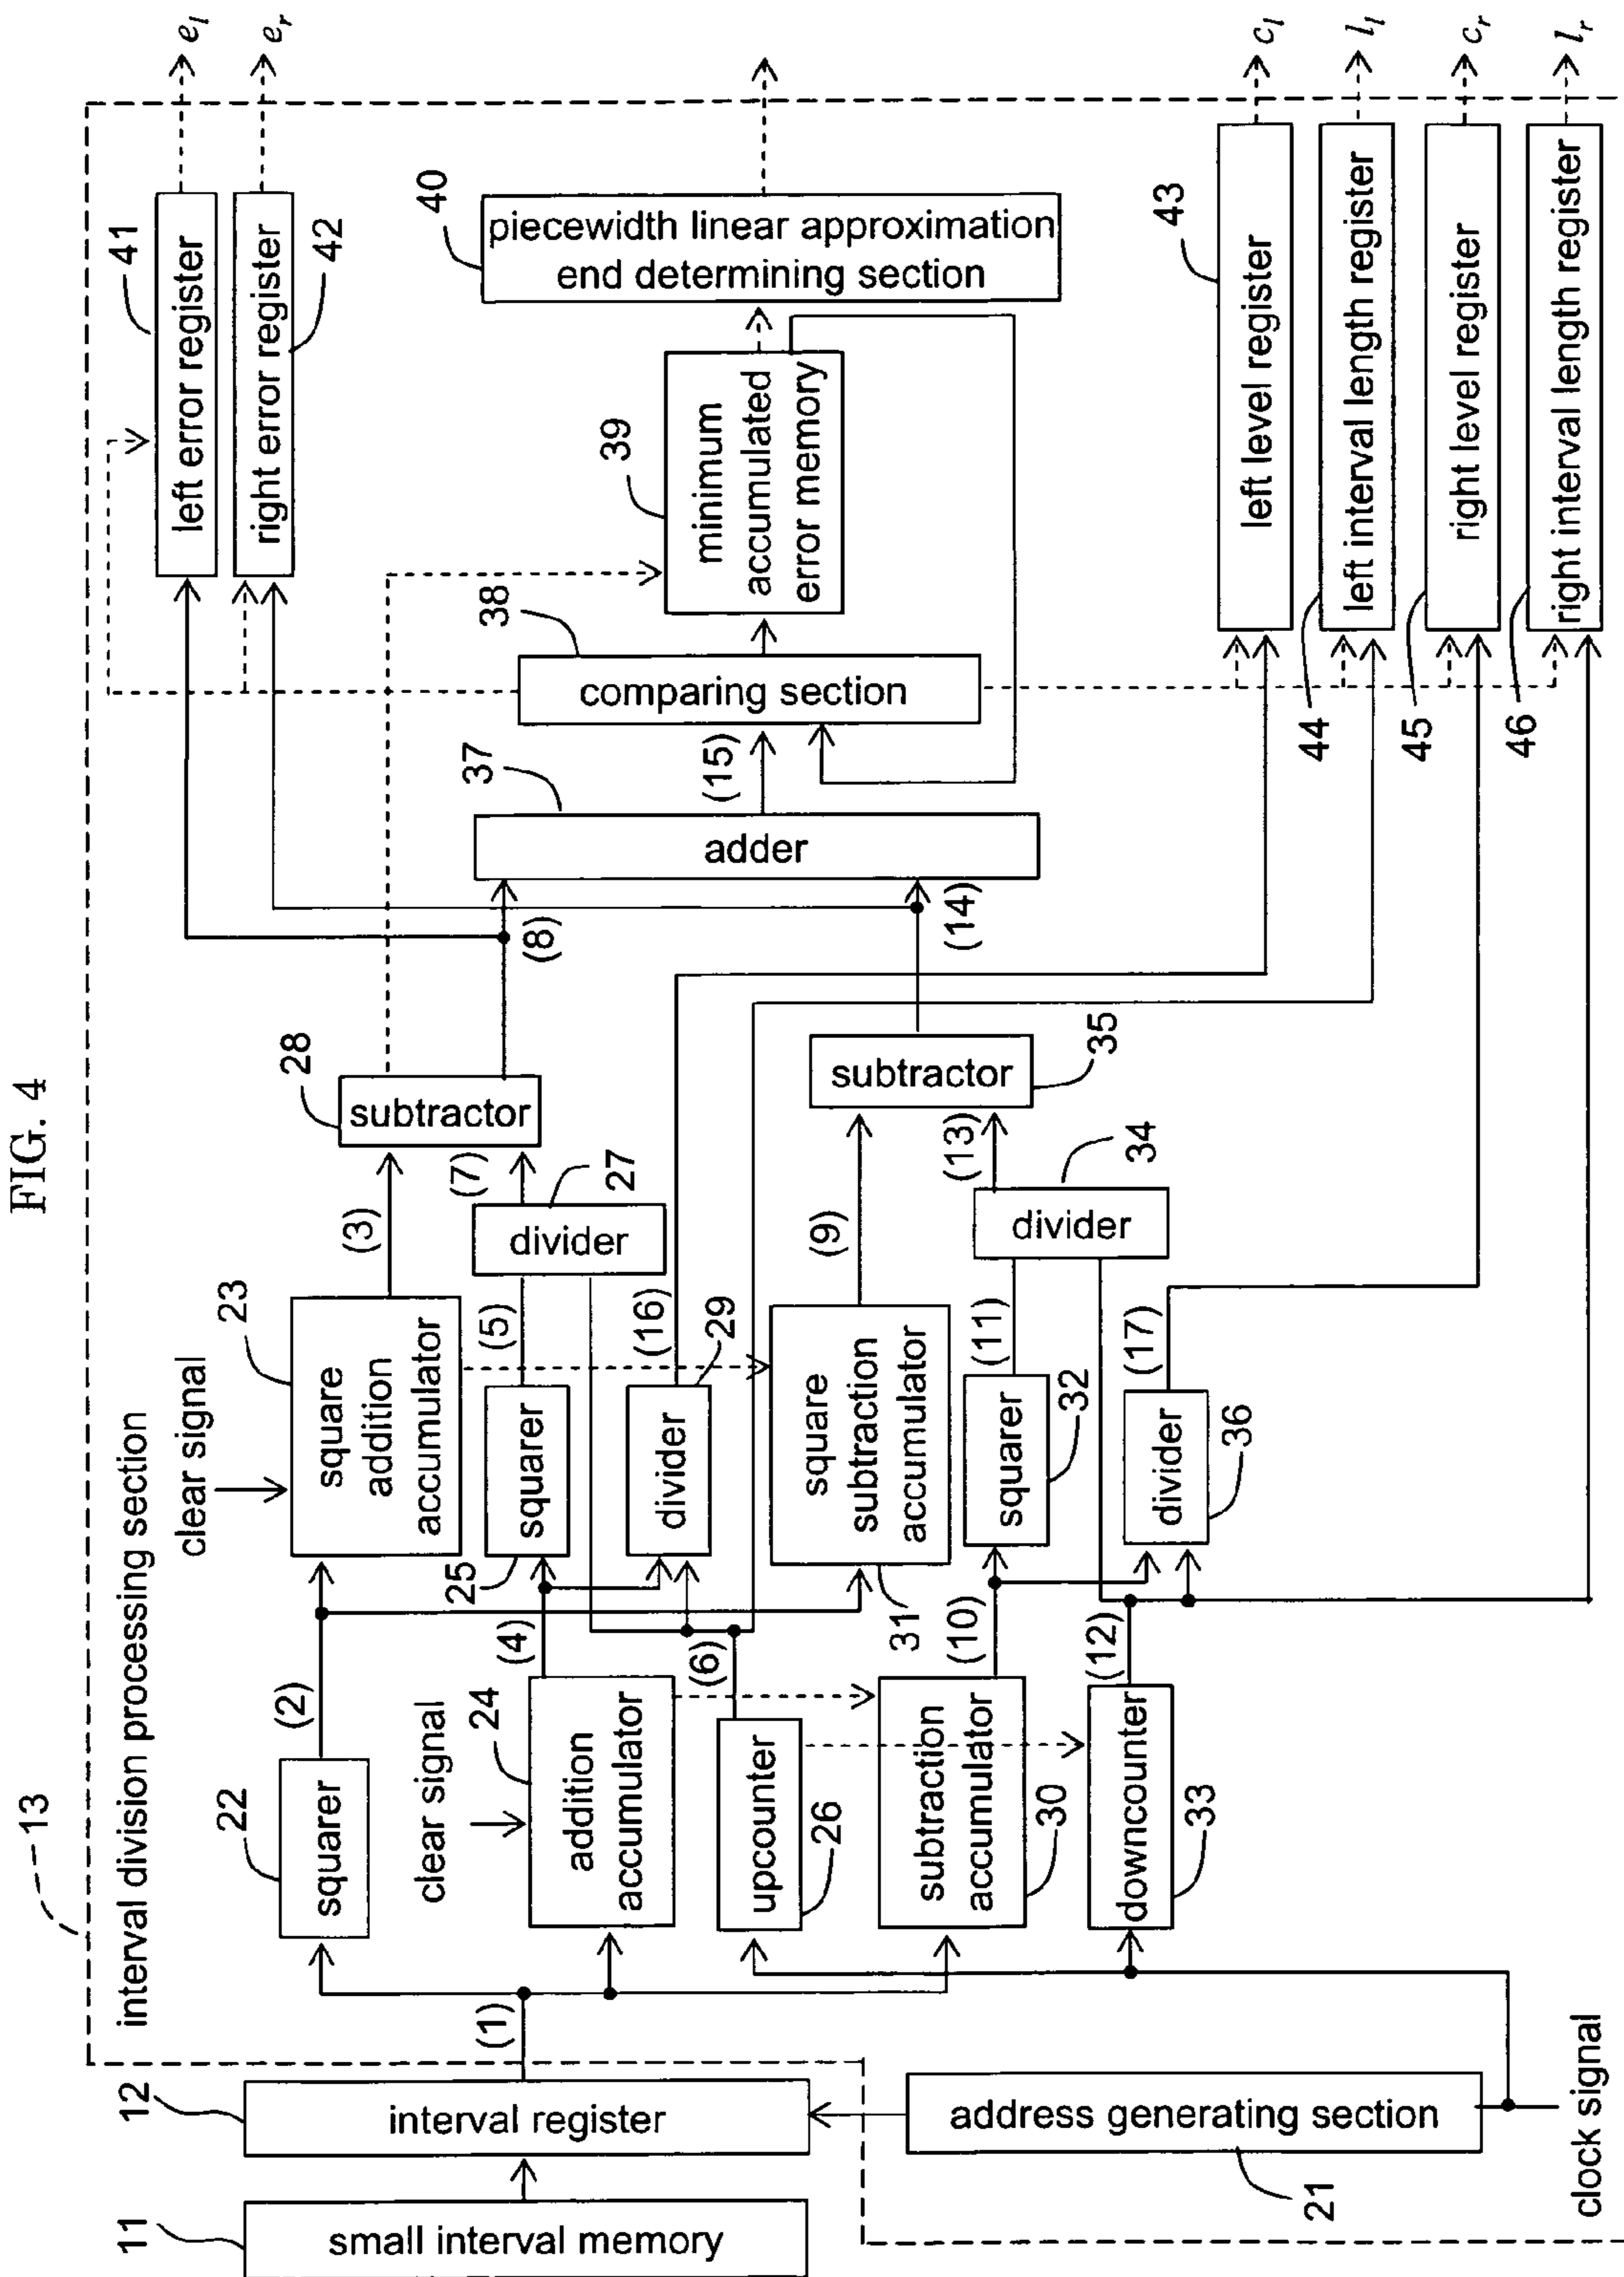 FIG. 4
13
interval division processing section
11
small interval memory
12
interval register
21
address generating section
clock signal
(1)
22
squarer
(2)
clear signal
23
square
addition
accumulator
(3)
clear signal
24
addition
accumulator
(4)
25
squarer
(5)
26
upcounter
(6)
27
divider
(7)
28
subtractor
(8)
29
divider
(16)
30
subtraction
accumulator
(10)
31
square
subtraction
accumulator
(9)
32
squarer
(11)
33
downcounter
(12)
34
divider
(13)
35
subtractor
(14)
36
divider
(17)
37
adder
(15)
38
comparing section
39
minimum
accumulated
error memory
40
piecewidth linear approximation
end determining section
41
left error register
e_l
42
right error register
e_r
43
left level register
c_l
44
left interval length register
l_l
45
right level register
c_r
46
right interval length register
l_r